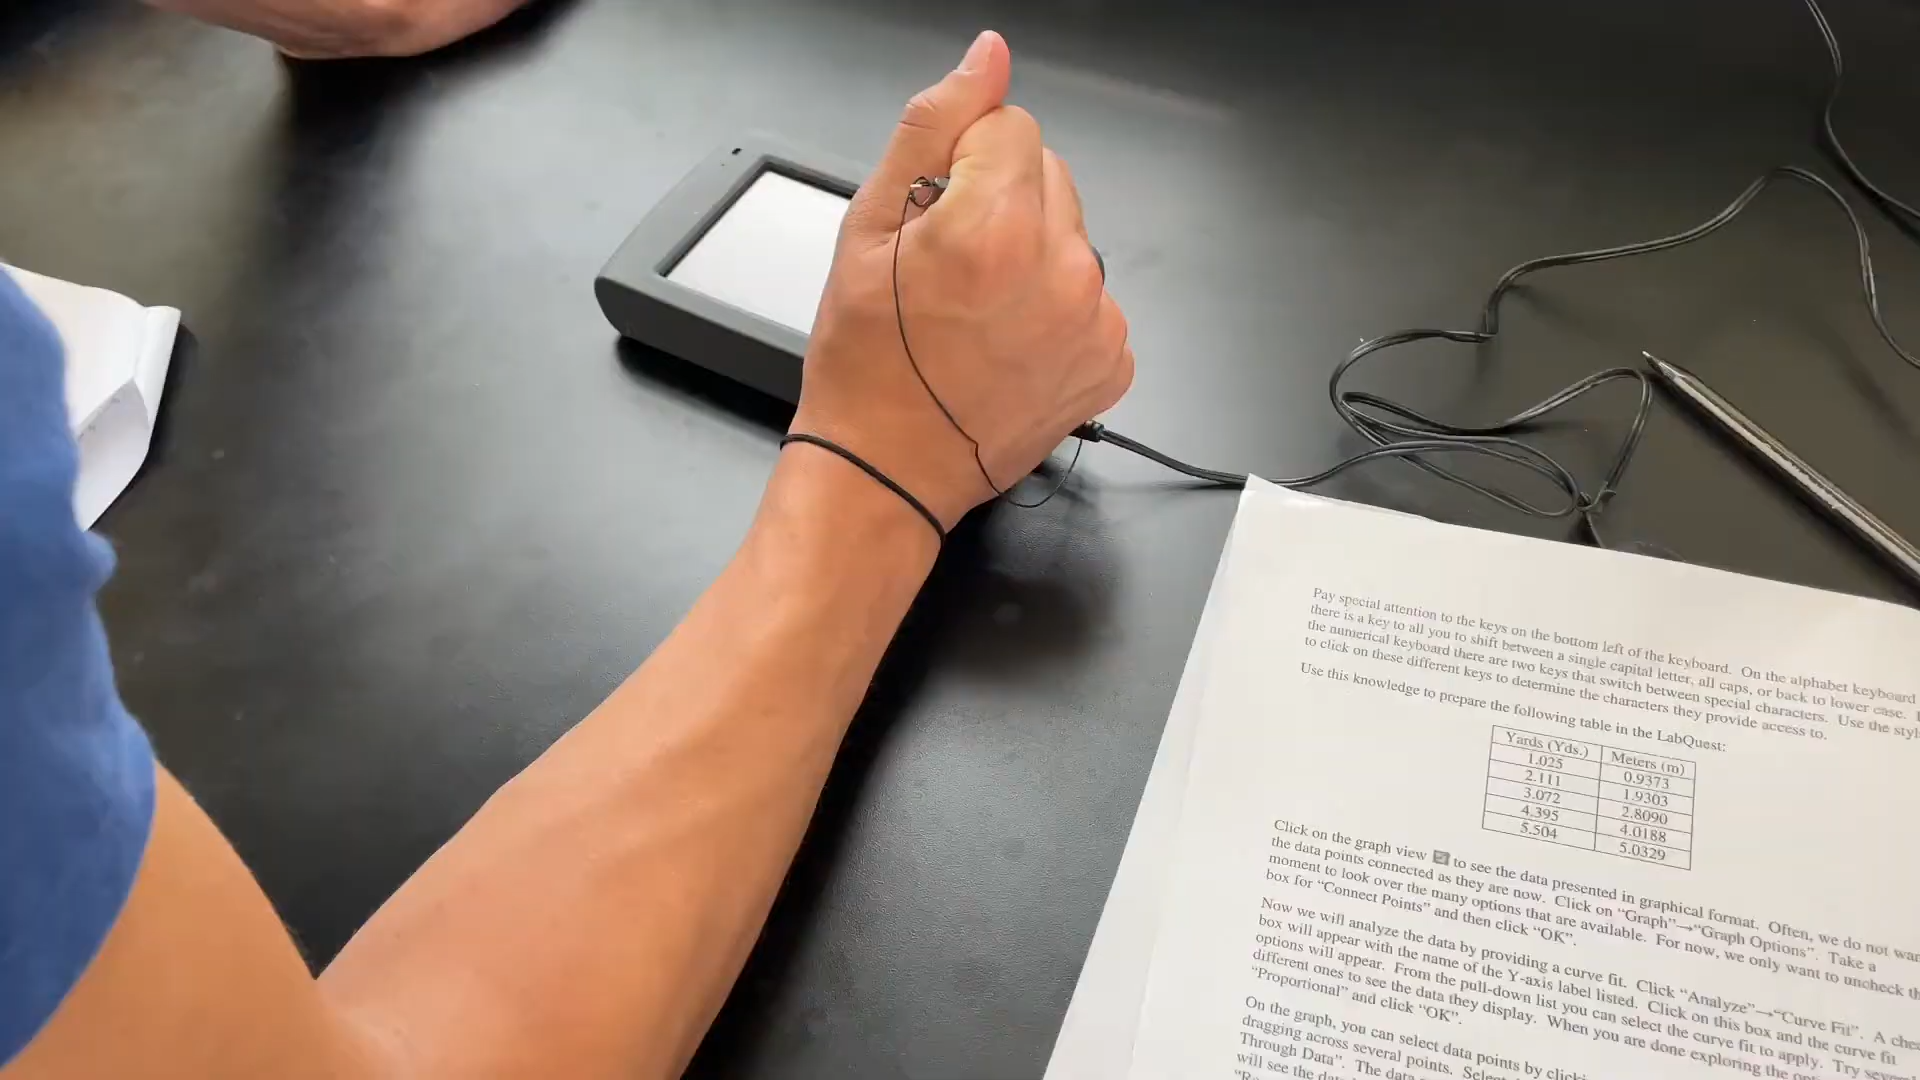 Pay special attention to the keys on the bottom left of the keyboard. On the alphabet keyboard
there is a key to all you to shift between a single capital letter, all caps, or back to lower case.
the numerical keyboard there are two keys that switch between special characters. Use the
to click on these different keys to determine the characters they provide access to.
Use this knowledge to prepare the following table in the LabQuest:
Yards (Yds.) Meters (m)
1.025 0.9373
2.111 1.9303
3.072 2.8090
4.395 4.0188
5.504 5.0329
Click on the graph view to see the data presented in graphical format. Often, we do not
the data points connected as they are now. Click on "Graph"→"Graph Options". Take a
moment to look over the many options that are available. For now, we only want to uncheck
box for "Connect Points" and then click "OK".
Now we will analyze the data by providing a curve fit. Click "Analyze"→"Curve Fit". A
box will appear with the name of the Y-axis label listed. Click on this box and the curve fit
options will appear. From the pull-down list you can select the curve fit to apply. Try
different ones to see the data they display. When you are done exploring the
"Proportional" and click "OK".
On the graph, you can select data points by
dragging across several points.
Through Data". The data
will see the